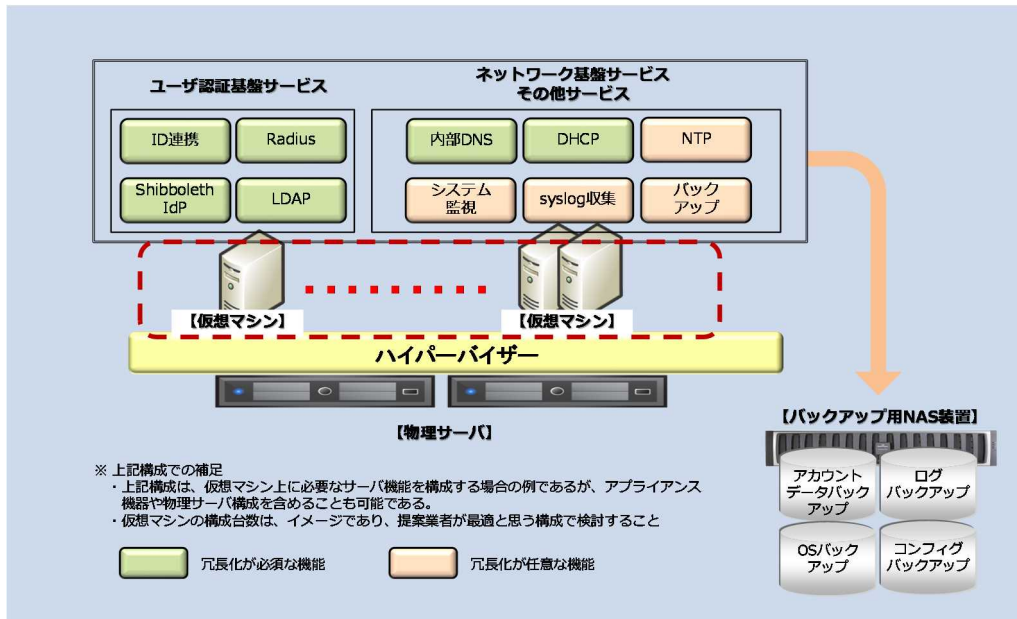 ユーザ認証基盤サービス
ネットワーク基盤サービス
その他サービス
ID連携
Radius
Shibboleth
IdP
LDAP
内部DNS
DHCP
NTP
システム
監視
syslog収集
バック
アップ
【仮想マシン】
【仮想マシン】
ハイパーバイザー
【物理サーバ】
【バックアップ用NAS装置】
アカウント
データバック
アップ
ログ
バックアップ
OSバック
アップ
コンフィグ
バックアップ
※ 上記構成での補足
・上記構成は、仮想マシン上に必要なサーバ機能を構成する場合の例であるが、アプライアンス
機器や物理サーバ構成を含めることも可能である。
・仮想マシンの構成台数は、イメージであり、提案業者が最適と思う構成で検討すること
冗長化が必須な機能
冗長化が任意な機能